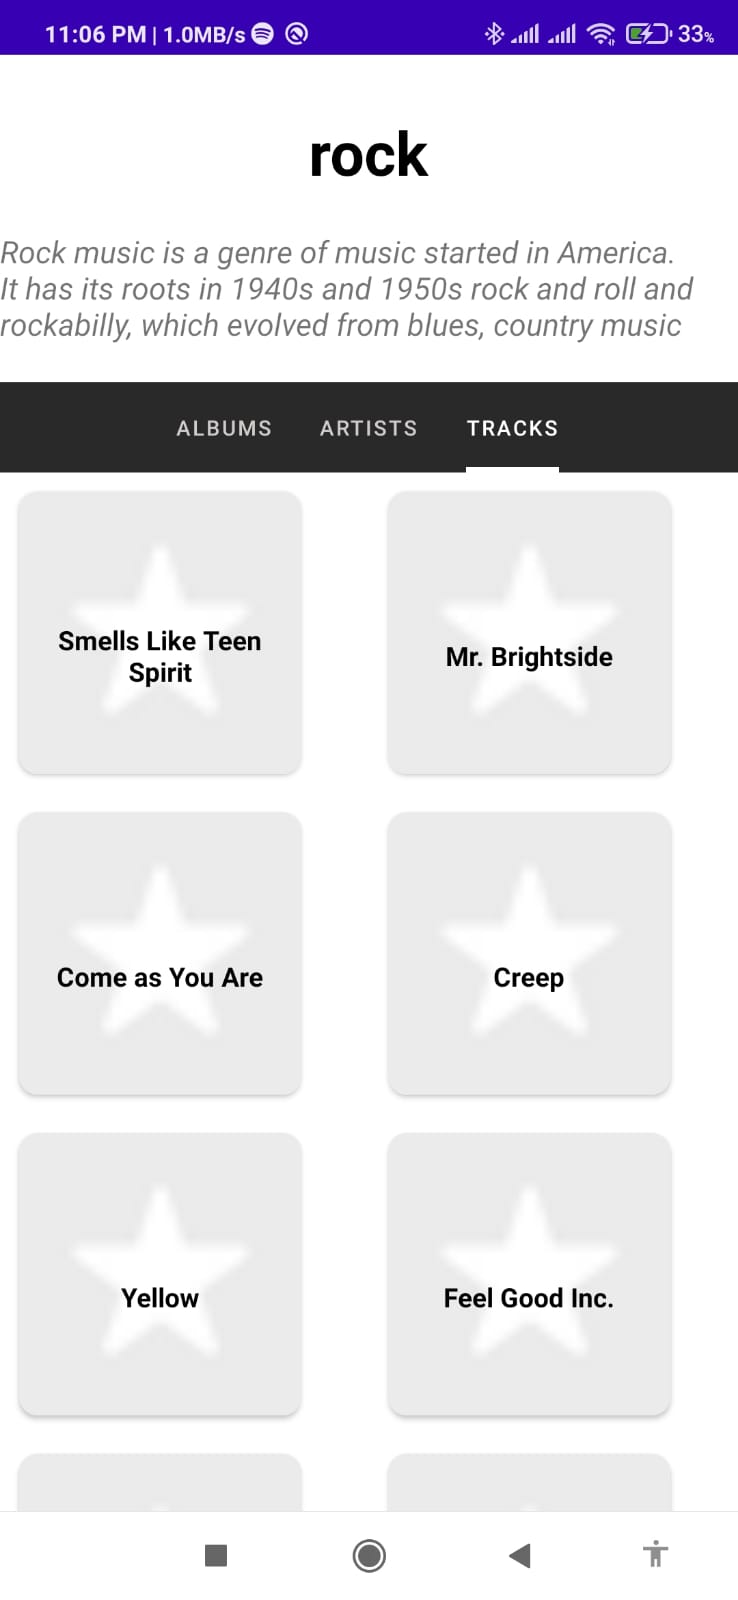 11:06 PM | 1.0MB/s 33%
rock
Rock music is a genre of music started in America.
It has its roots in 1940s and 1950s rock and roll and
rockabilly, which evolved from blues, country music
ALBUMS ARTISTS TRACKS
Smells Like Teen
Spirit
Mr. Brightside
Come as You Are
Creep
Yellow
Feel Good Inc.